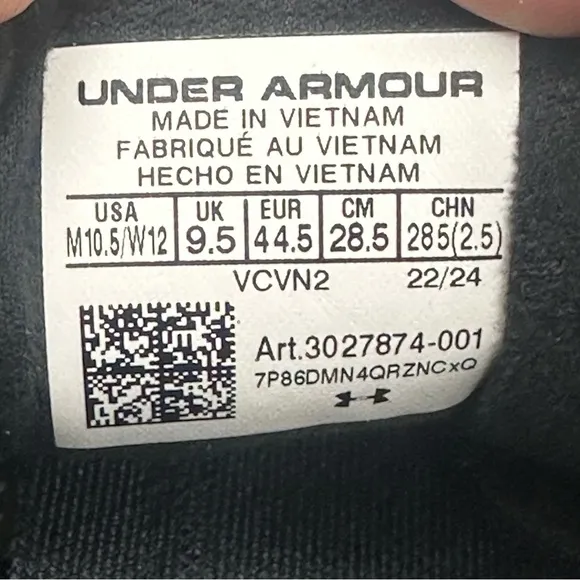 UNDER ARMOUR
MADE IN VIETNAM
FABRIQUÉ AU VIETNAM
HECHO EN VIETNAM
USA UK EUR CM CHN
M10.5/W12 9.5 44.5 28.5 285(2.5)
VCVN2 22/24
Art.3027874-001
7P86DMN4QRZNCxQ